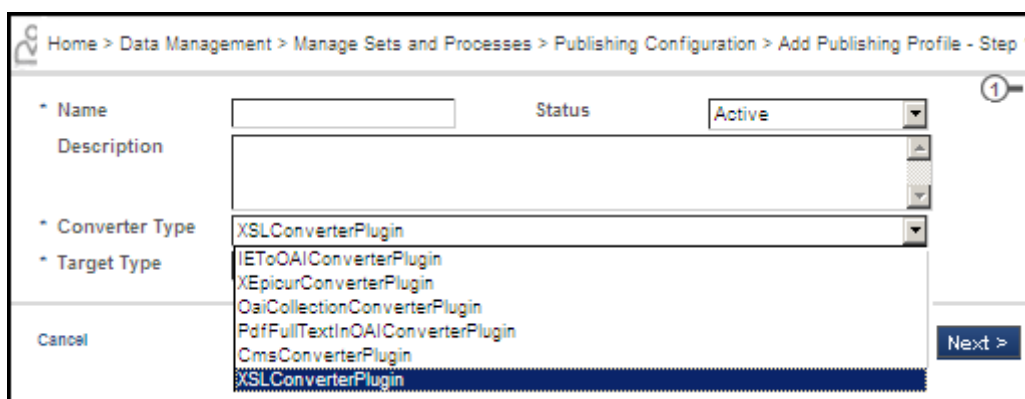 Home > Data Management > Manage Sets and Processes > Publishing Configuration > Add Publishing Profile - Step
1
* Name Status Active
Description
* Converter Type XSLConverterPlugin
* Target Type
IEToOAIConverterPlugin
XEpicurConverterPlugin
OaiCollectionConverterPlugin
PdfFullTextInOAIConverterPlugin
CmsConverterPlugin
XSLConverterPlugin
Cancel Next >